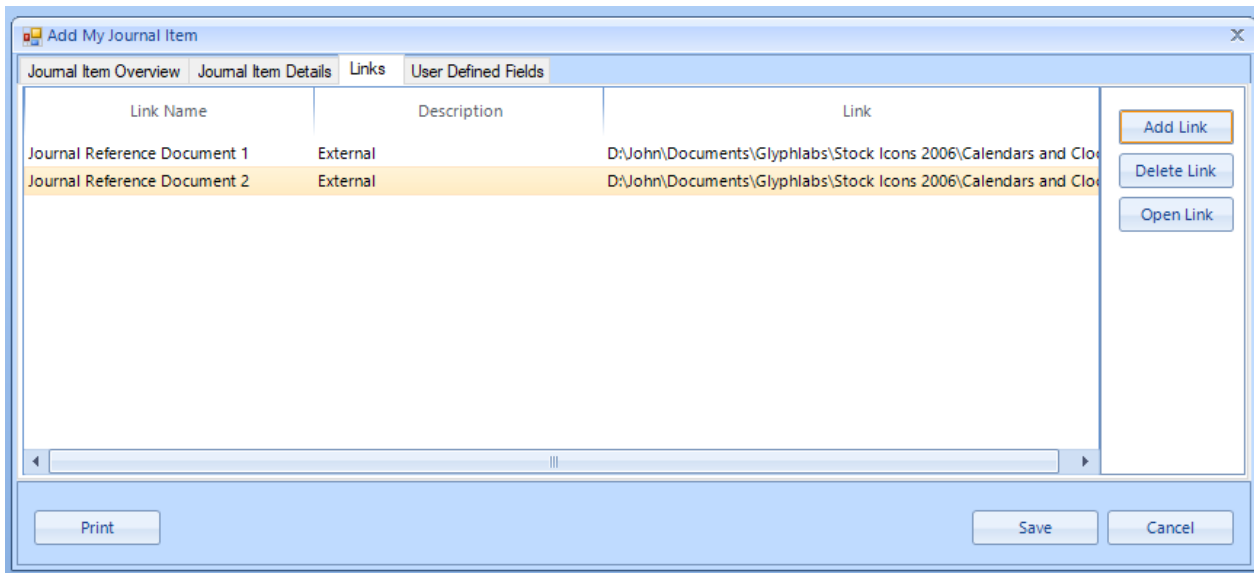 Add My Journal Item
Journal Item Overview Journal Item Details Links User Defined Fields
Link Name Description Link
Add Link
Journal Reference Document 1 External D:\John\Documents\Glyphlabs\Stock Icons 2006\Calendars and Clo
Delete Link
Journal Reference Document 2 External D:\John\Documents\Glyphlabs\Stock Icons 2006\Calendars and Clo
Open Link
Print Save Cancel